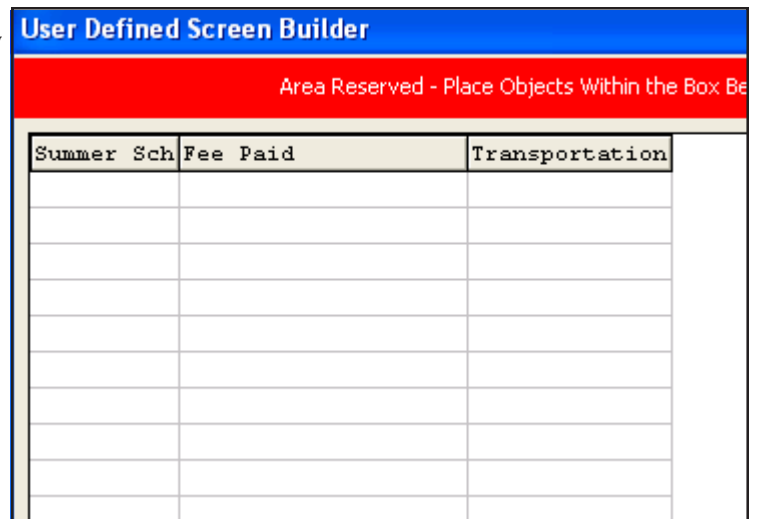 User Defined Screen Builder
Area Reserved - Place Objects Within the Box Be
Summer Sch Fee Paid Transportation